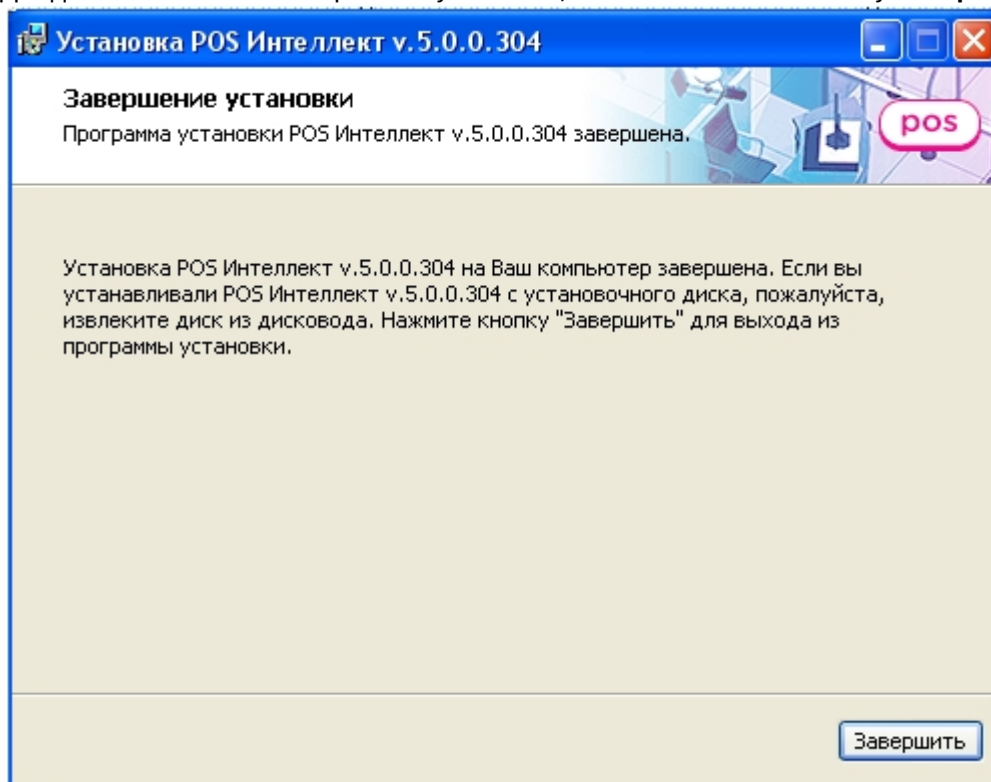 Установка POS Интеллект v.5.0.0.304
Завершение установки
Программа установки POS Интеллект v.5.0.0.304 завершена.
pos
Установка POS Интеллект v.5.0.0.304 на Ваш компьютер завершена. Если вы
устанавливали POS Интеллект v.5.0.0.304 с установочного диска, пожалуйста,
извлеките диск из дисковода. Нажмите кнопку "Завершить" для выхода из
программы установки.
Завершить